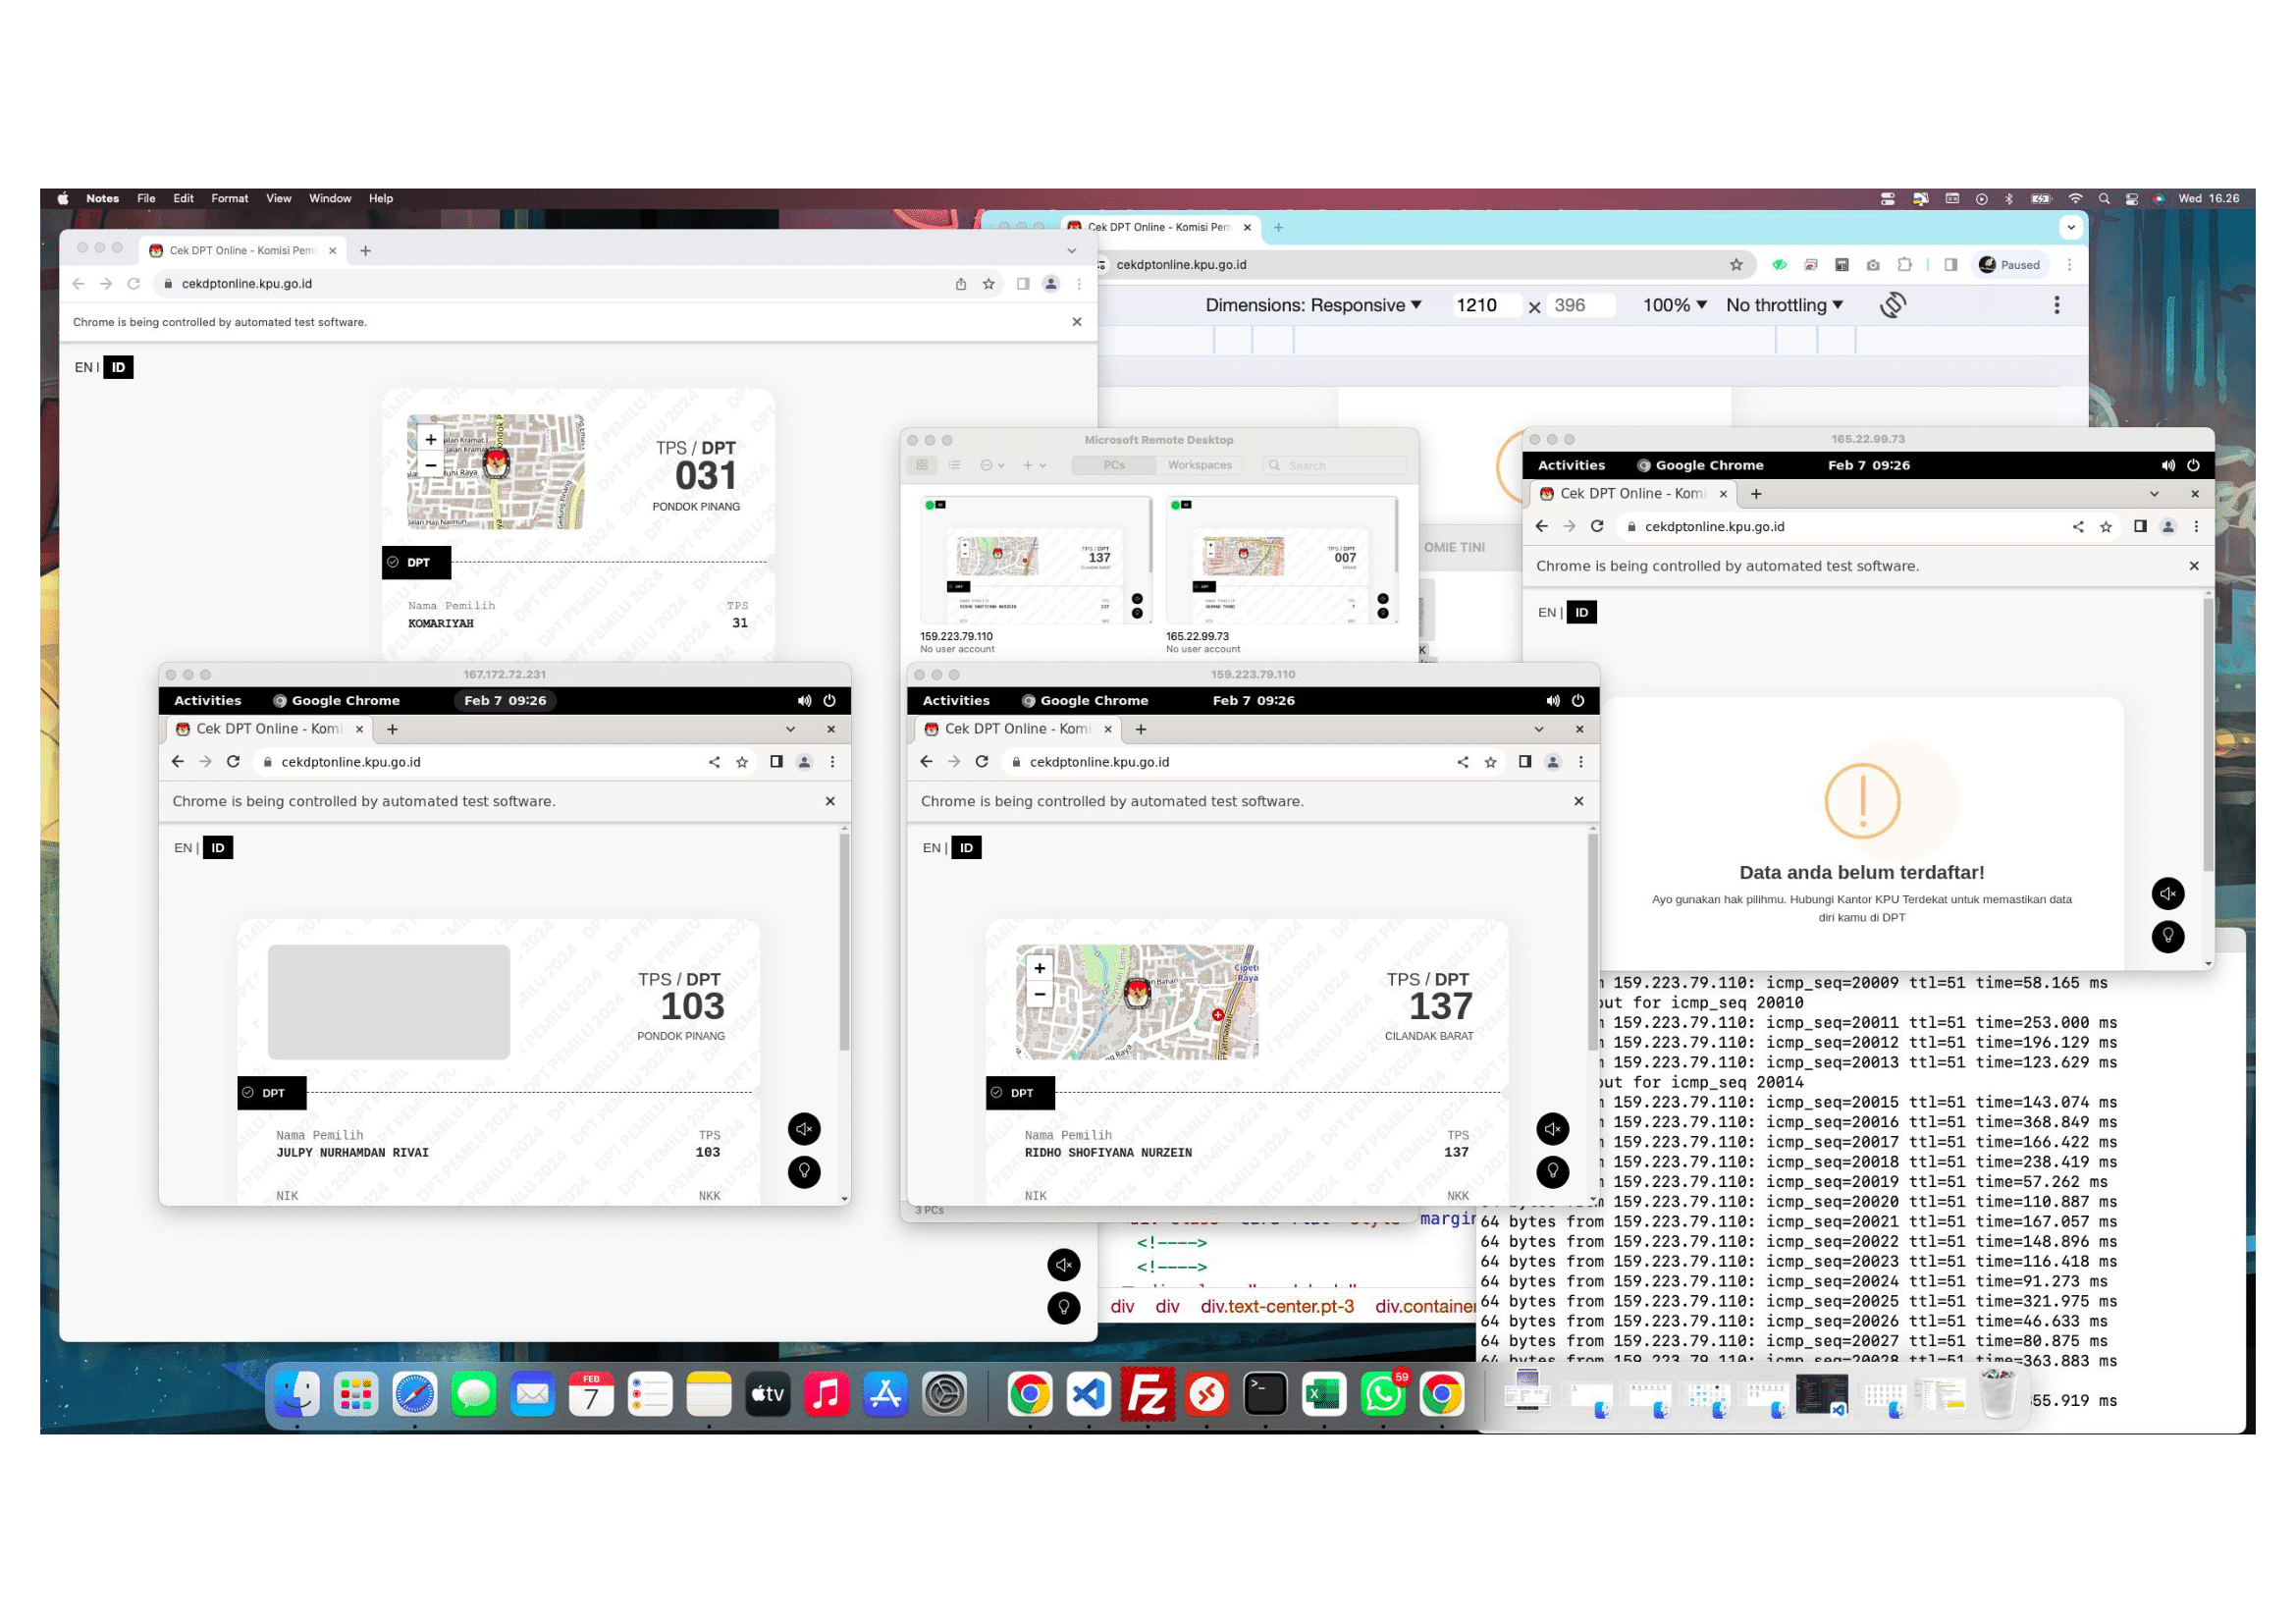 Notes File Edit Format View Window Help
Wed 16.26
Cek DPT Online - Komisi Pem
cekdptonline.kpu.go.id
Chrome is being controlled by automated test software.
EN | ID
TPS / DPT
031
PONDOK PINANG
DPT
Nama Pemilih TPS
KOMARIYAH 31
Cek DPT Online - Komisi Pem
cekdptonline.kpu.go.id
Paused
Dimensions: Responsive 1210 × 396 100% No throttling
Microsoft Remote Desktop
PCs Workspaces Search
TPS / DPT
137
CILANDAK BARAT
DPT
RIDHO SHOFIYANA NURZEIN 137
TPS / DPT
007
DPT
159.223.79.110
No user account
165.22.99.73
No user account
3 PCs
OMIE TINI
165.22.99.73
Activities Google Chrome Feb 7 09:26
Cek DPT Online - Komi
cekdptonline.kpu.go.id
Chrome is being controlled by automated test software.
EN | ID
Data anda belum terdaftar!
Ayo gunakan hak pilihmu. Hubungi Kantor KPU Terdekat untuk memastikan data
diri kamu di DPT
167.172.72.231
Activities Google Chrome Feb 7 09:26
Cek DPT Online - Komi
cekdptonline.kpu.go.id
Chrome is being controlled by automated test software.
EN | ID
TPS / DPT
103
PONDOK PINANG
DPT
Nama Pemilih TPS
JULPY NURHAMDAN RIVAI 103
NIK NKK
159.223.79.110
Activities Google Chrome Feb 7 09:26
Cek DPT Online - Komi
cekdptonline.kpu.go.id
Chrome is being controlled by automated test software.
EN | ID
TPS / DPT
137
CILANDAK BARAT
DPT
Nama Pemilih TPS
RIDHO SHOFIYANA NURZEIN 137
NIK NKK
159.223.79.110: icmp_seq=20009 ttl=51 time=58.165 ms
out for icmp_seq 20010
159.223.79.110: icmp_seq=20011 ttl=51 time=253.000 ms
159.223.79.110: icmp_seq=20012 ttl=51 time=196.129 ms
159.223.79.110: icmp_seq=20013 ttl=51 time=123.629 ms
out for icmp_seq 20014
159.223.79.110: icmp_seq=20015 ttl=51 time=143.074 ms
159.223.79.110: icmp_seq=20016 ttl=51 time=368.849 ms
159.223.79.110: icmp_seq=20017 ttl=51 time=166.422 ms
159.223.79.110: icmp_seq=20018 ttl=51 time=238.419 ms
159.223.79.110: icmp_seq=20019 ttl=51 time=57.262 ms
159.223.79.110: icmp_seq=20020 ttl=51 time=110.887 ms
64 bytes from 159.223.79.110: icmp_seq=20021 ttl=51 time=167.057 ms
64 bytes from 159.223.79.110: icmp_seq=20022 ttl=51 time=148.896 ms
64 bytes from 159.223.79.110: icmp_seq=20023 ttl=51 time=116.418 ms
64 bytes from 159.223.79.110: icmp_seq=20024 ttl=51 time=91.273 ms
64 bytes from 159.223.79.110: icmp_seq=20025 ttl=51 time=321.975 ms
64 bytes from 159.223.79.110: icmp_seq=20026 ttl=51 time=46.633 ms
64 bytes from 159.223.79.110: icmp_seq=20027 ttl=51 time=80.875 ms
64 bytes from 159.223.79.110: icmp_seq=20028 ttl=51 time=363.883 ms
55.919 ms
margin
<!---->
<!---->
div div div.text-center.pt-3 div.container
FEB
7
tv
Fz
59